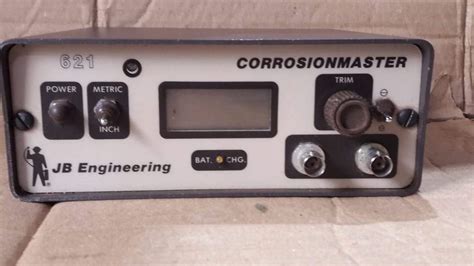 621
CORROSIONMASTER
POWER
METRIC
INCH
TRIM
BAT. CHG.
JB Engineering